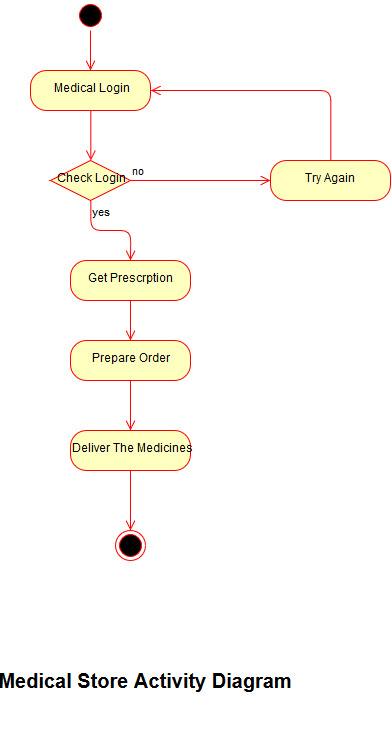 Medical Login
Check Login
no
Try Again
yes
Get Prescrption
Prepare Order
Deliver The Medicines
Medical Store Activity Diagram